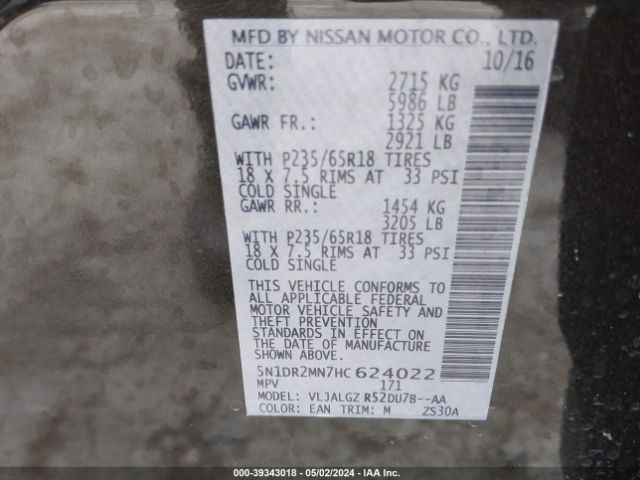 MFD BY NISSAN MOTOR CO., LTD.
DATE: 10/16
GVWR: 2715 KG
5986 LB
GAWR FR.: 1325 KG
2921 LB
WITH P235/65R18 TIRES
18 X 7.5 RIMS AT 33 PSI
COLD SINGLE
GAWR RR.: 1454 KG
3205 LB
WITH P235/65R18 TIRES
18 X 7.5 RIMS AT 33 PSI
COLD SINGLE
THIS VEHICLE CONFORMS TO
ALL APPLICABLE FEDERAL
MOTOR VEHICLE SAFETY AND
THEFT PREVENTION
STANDARDS IN EFFECT ON
THE DATE OF MANUFACTURE
SHOWN ABOVE.
5N1DR2MN7HC 624022
MPV 171
MODEL: VLJALGZ R52DU7B--AA
COLOR: EAN TRIM: M ZS30A
000-39343018 - 05/02/2024 - IAA Inc.